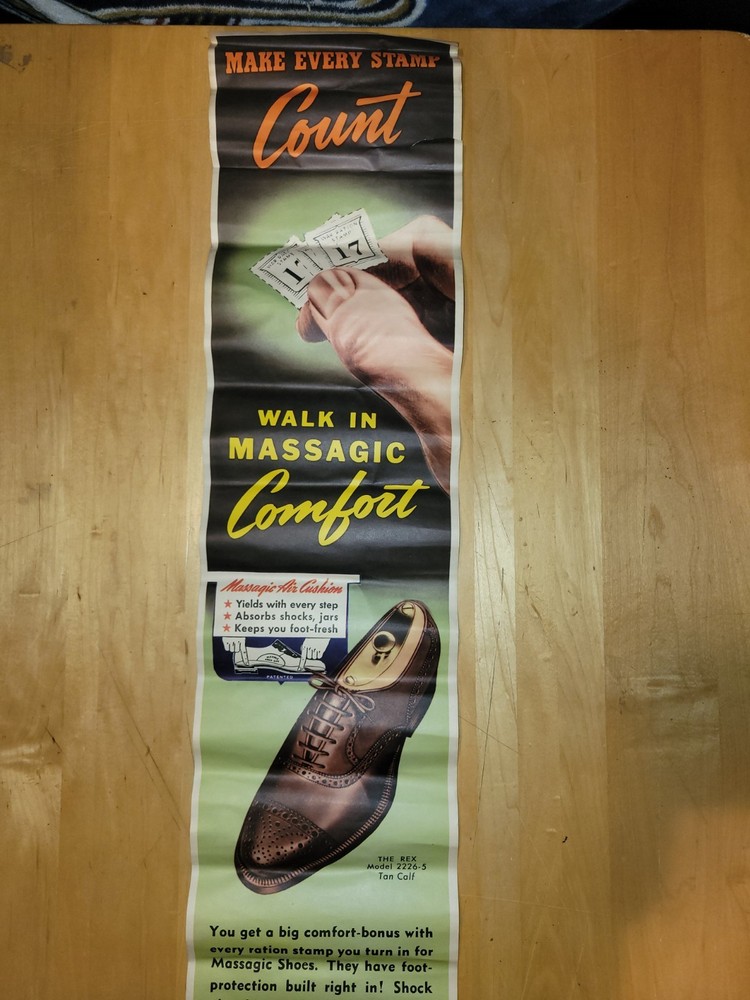 MAKE EVERY STAMP
Count
17
WALK IN
MASSAGIC
Comfort
Massagic Air Cushion
★ Yields with every step
★ Absorbs shocks, jars
★ Keeps you foot-fresh
PATENTED
THE REX
Model 2226-S
Tan Calf
You get a big comfort-bonus with
every ration stamp you turn in for
Massagic Shoes. They have foot-
protection built right in! Shock